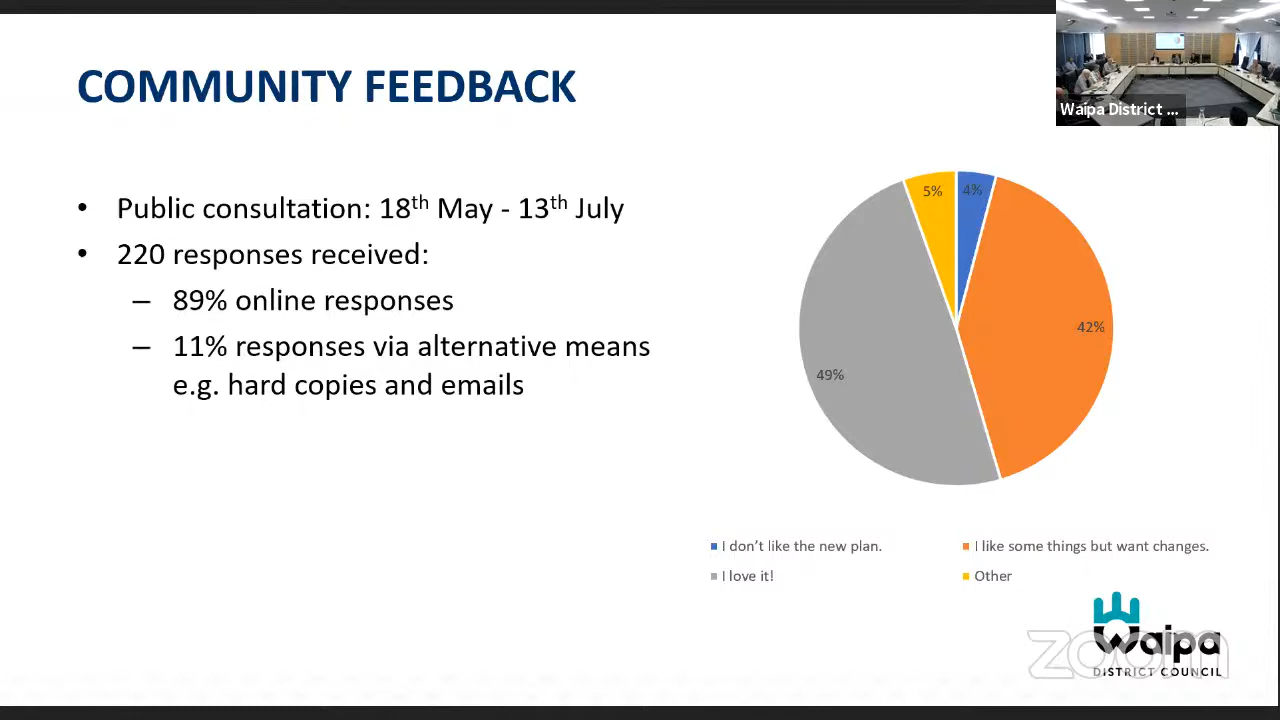 COMMUNITY FEEDBACK
Waipa District ...
• Public consultation: 18th May - 13th July
• 220 responses received:
– 89% online responses
– 11% responses via alternative means
e.g. hard copies and emails
5%
4%
42%
49%
I don’t like the new plan.
I like some things but want changes.
I love it!
Other
Waipa
zoom
DISTRICT COUNCIL